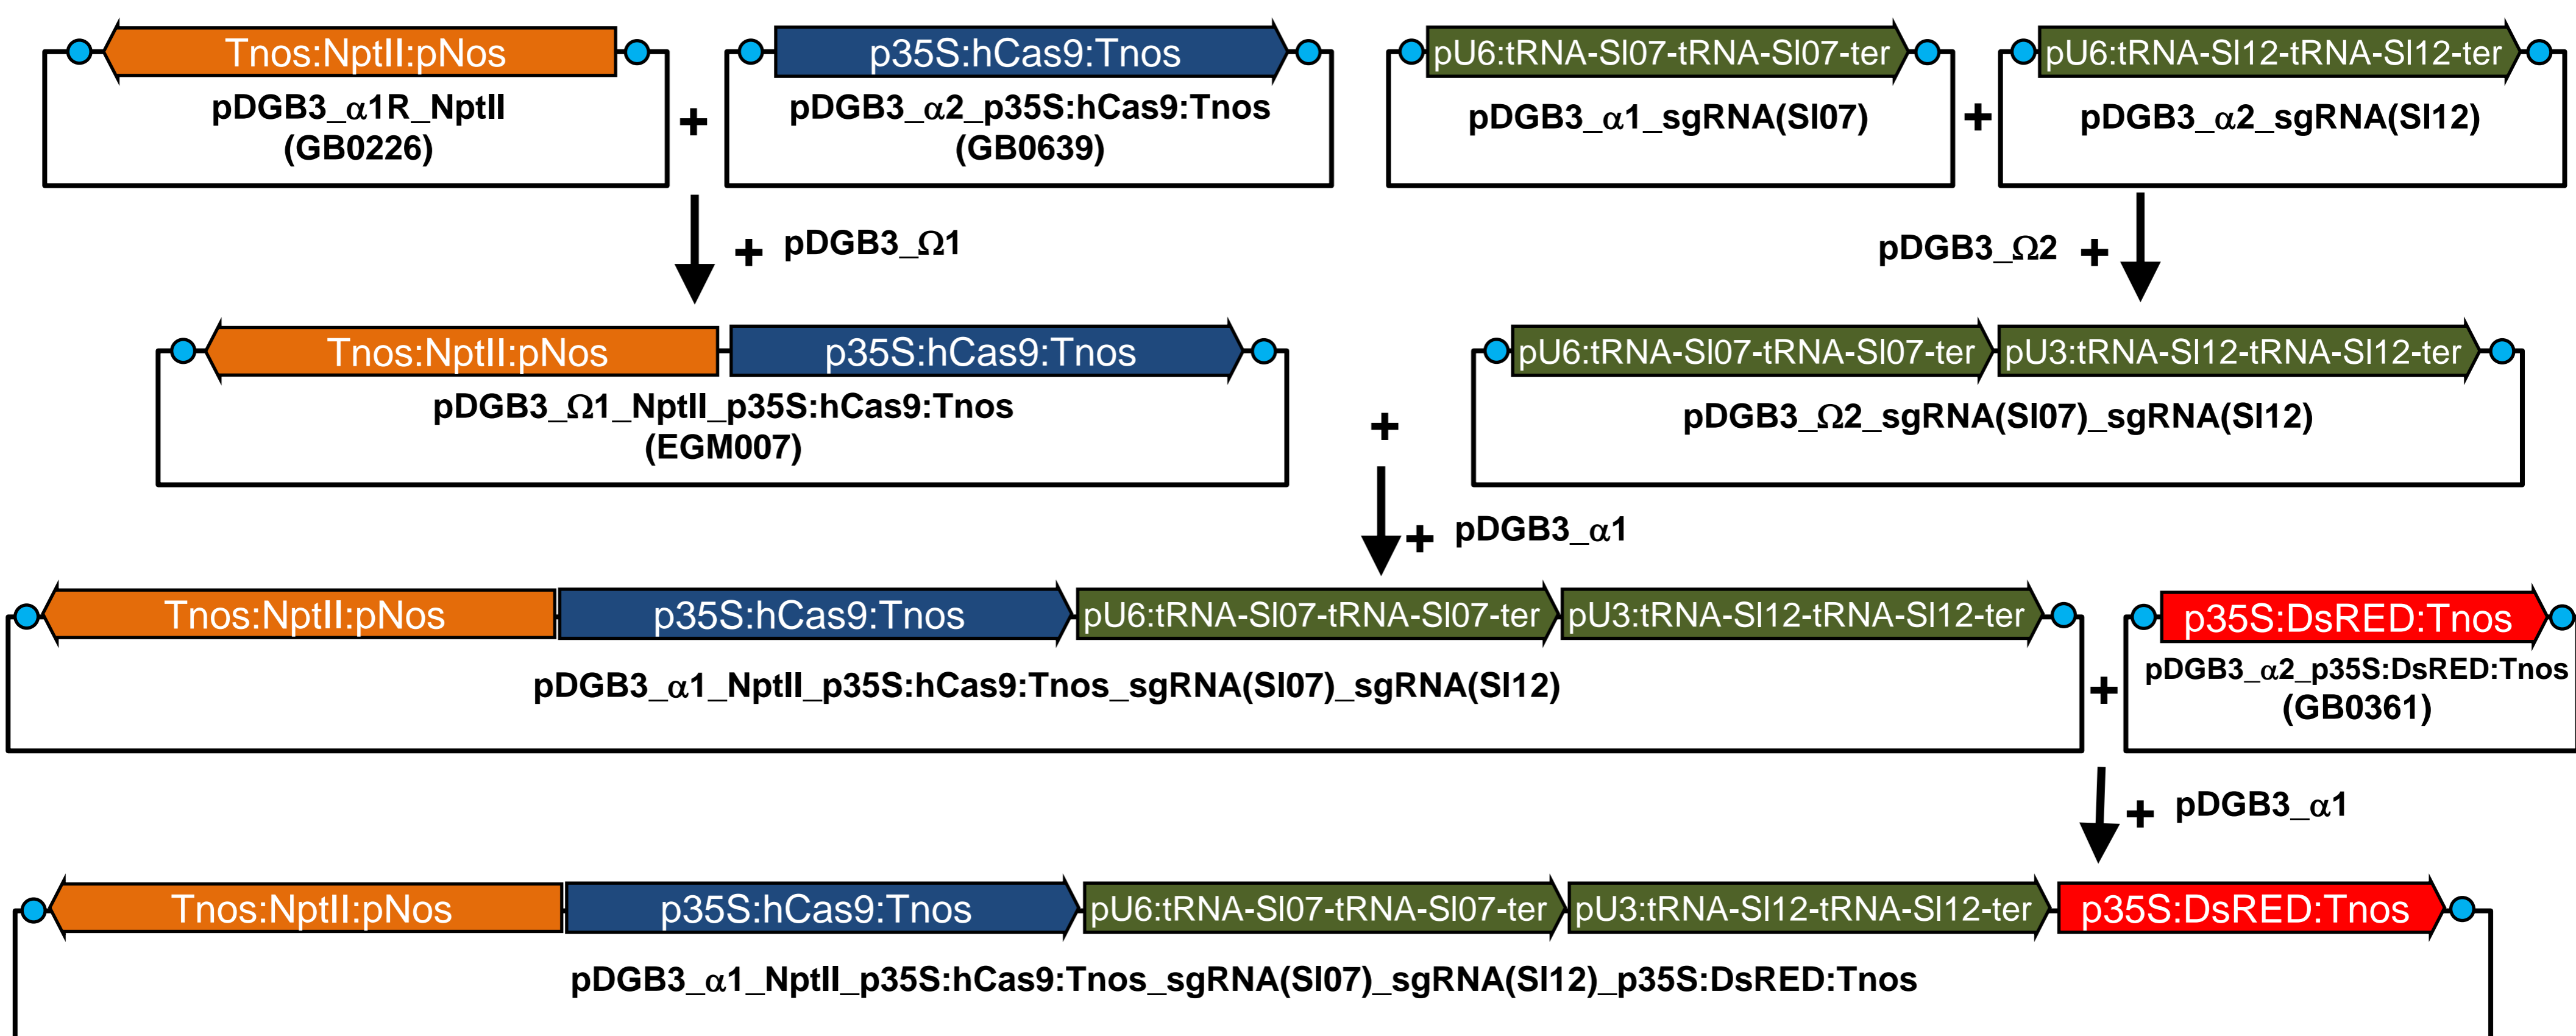 Tnos:NptII:pNos
p35S:hCas9:Tnos
pU6:tRNA-Sl07-tRNA-Sl07-ter
pU6:tRNA-Sl12-tRNA-Sl12-ter
pDGB3_α1R_NptII
(GB0226)
+
pDGB3_α2_p35S:hCas9:Tnos
(GB0639)
pDGB3_α1_sgRNA(Sl07)
+
pDGB3_α2_sgRNA(Sl12)
+ pDGB3_Ω1
pDGB3_Ω2 +
Tnos:NptII:pNos
p35S:hCas9:Tnos
pU6:tRNA-Sl07-tRNA-Sl07-ter
pU3:tRNA-Sl12-tRNA-Sl12-ter
pDGB3_Ω1_NptII_p35S:hCas9:Tnos
(EGM007)
+
pDGB3_Ω2_sgRNA(Sl07)_sgRNA(Sl12)
+ pDGB3_α1
Tnos:NptII:pNos
p35S:hCas9:Tnos
pU6:tRNA-Sl07-tRNA-Sl07-ter
pU3:tRNA-Sl12-tRNA-Sl12-ter
p35S:DsRED:Tnos
pDGB3_α1_NptII_p35S:hCas9:Tnos_sgRNA(Sl07)_sgRNA(Sl12)
+
pDGB3_α2_p35S:DsRED:Tnos
(GB0361)
+ pDGB3_α1
Tnos:NptII:pNos
p35S:hCas9:Tnos
pU6:tRNA-Sl07-tRNA-Sl07-ter
pU3:tRNA-Sl12-tRNA-Sl12-ter
p35S:DsRED:Tnos
pDGB3_α1_NptII_p35S:hCas9:Tnos_sgRNA(Sl07)_sgRNA(Sl12)_p35S:DsRED:Tnos